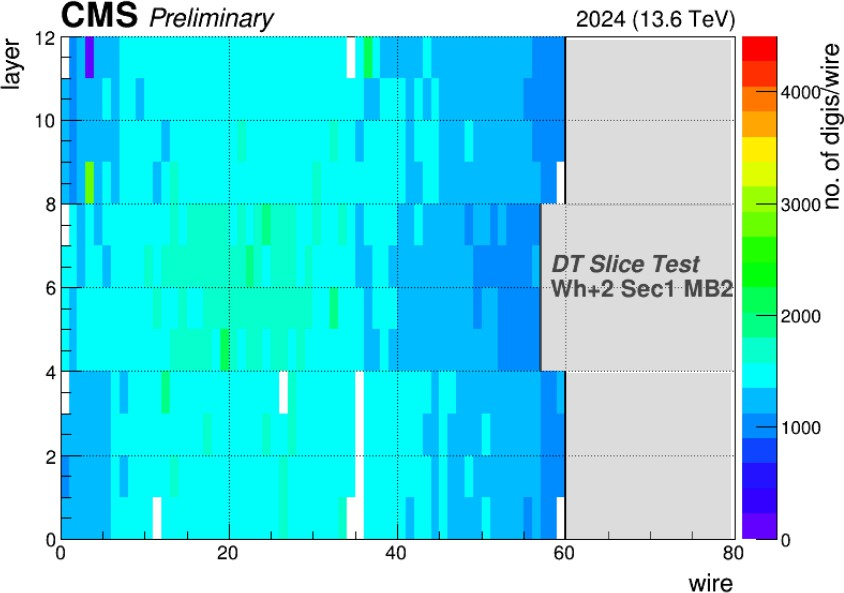 CMS Preliminary 2024 (13.6 TeV)
layer
12
10
8
6
4
2
0
0 20 40 60 80
wire
DT Slice Test
Wh+2 Sec1 MB2
4000
3000
2000
1000
0
no. of digis/wire